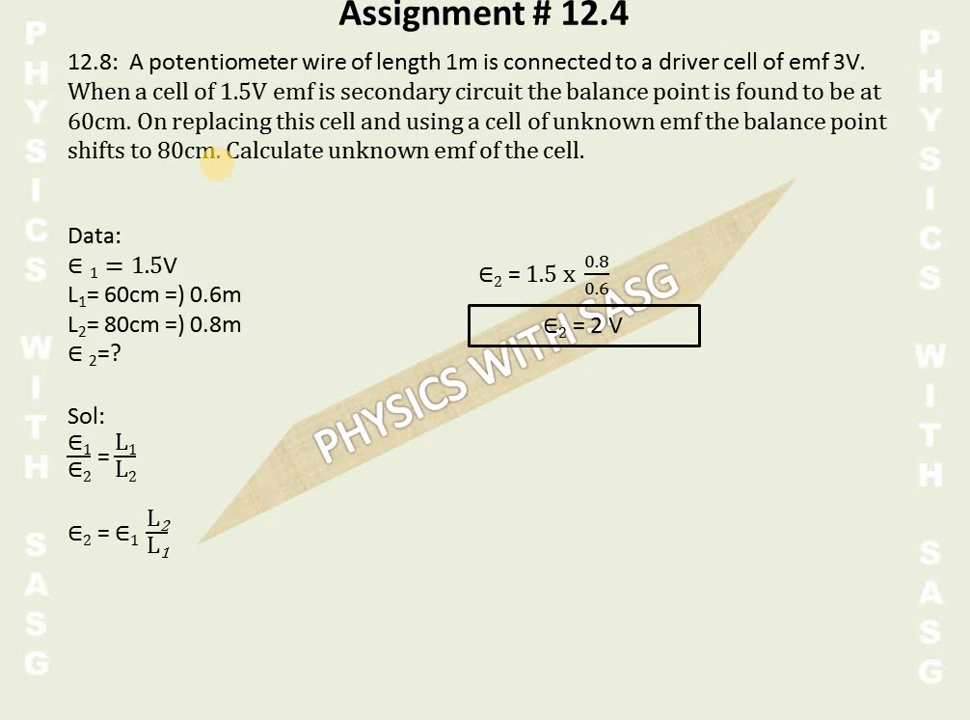 Assignment # 12.4
12.8: A potentiometer wire of length 1m is connected to a driver cell of emf 3V.
When a cell of 1.5V emf is secondary circuit the balance point is found to be at
60cm. On replacing this cell and using a cell of unknown emf the balance point
shifts to 80cm. Calculate unknown emf of the cell.
Data:
∈ ₁ = 1.5V
L₁= 60cm =) 0.6m
L₂= 80cm =) 0.8m
∈ ₂=?
Sol:
∈₁/∈₂ = L₁/L₂
∈₂ = ∈₁ L₂/L₁
∈₂ = 1.5 x 0.8/0.6
∈₂ = 2 V
PHYSICS WITH SASG
PHYSICS WITH SASG
PHYSICS WITH SASG